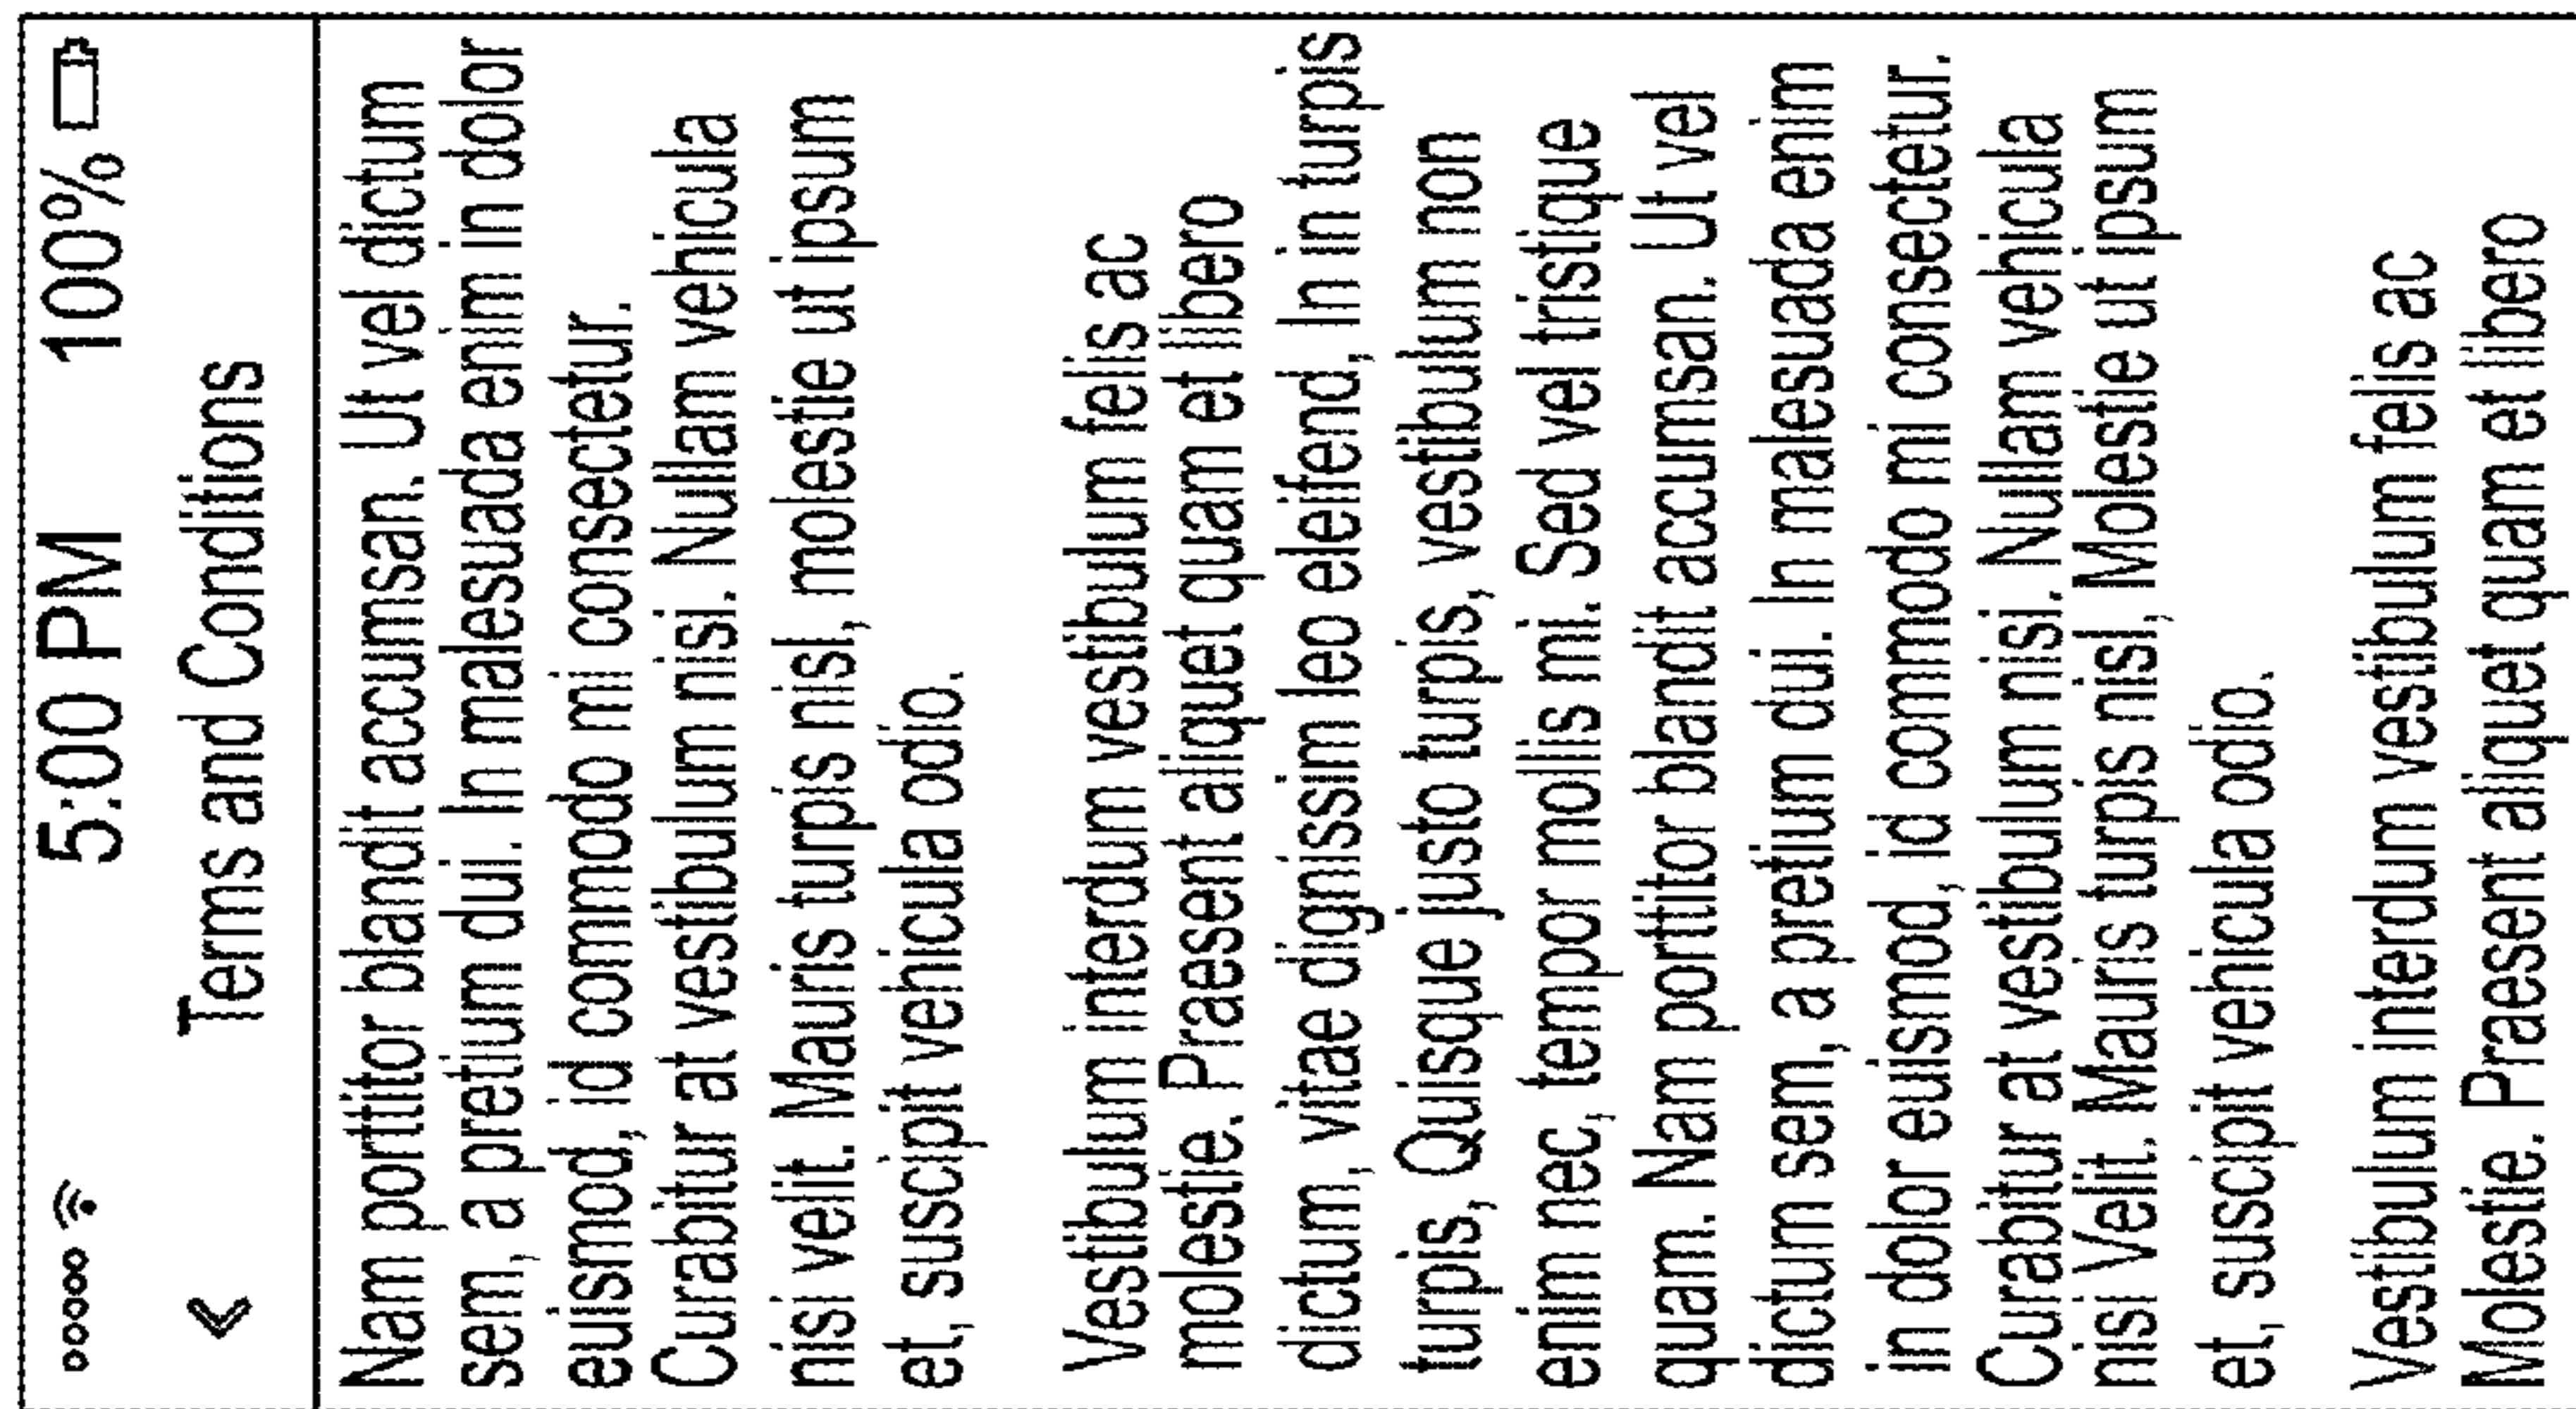 5:00 PM 100%
Terms and Conditions
Nam porttitor blandit accumsan. Ut vel dictum
sem, a pretium dui. In malesuada enim in dolor
euismod, id commodo mi consectetur.
Curabitur at vestibulum nisi. Nullam vehicula
nisi velit. Mauris turpis nisl, molestie ut ipsum
et, suscipit vehicula odio.
Vestibulum interdum vestibulum felis ac
molestie. Praesent aliquet quam et libero
dictum, vitae dignissim leo eleifend, In in turpis
turpis, Quisque justo turpis, vestibulum non
enim nec, tempor mollis mi. Sed vel tristique
quam. Nam porttitor blandit accumsan. Ut vel
dictum sem, a pretium dui. In malesuada enim
in dolor euismod, id commodo mi consectetur.
Curabitur at vestibulum nisi. Nullam vehicula
nisi Velit. Mauris turpis nisl, Molestie ut ipsum
et, suscipit vehicula odio.
Vestibulum interdum vestibulum felis ac
Molestie. Praesent aliquet quam et libero